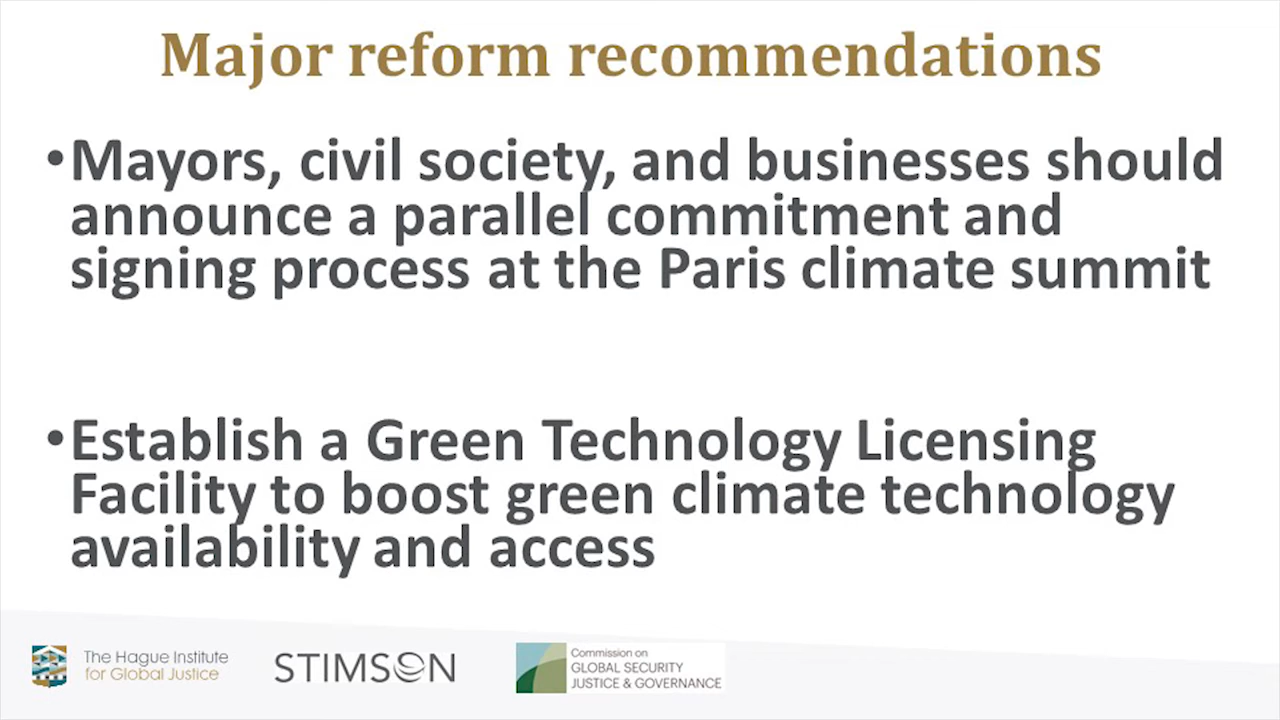 Major reform recommendations
•Mayors, civil society, and businesses should
announce a parallel commitment and
signing process at the Paris climate summit
•Establish a Green Technology Licensing
Facility to boost green climate technology
availability and access
The Hague Institute
for Global Justice
STIMSON
Commission on
GLOBAL SECURITY
JUSTICE & GOVERNANCE